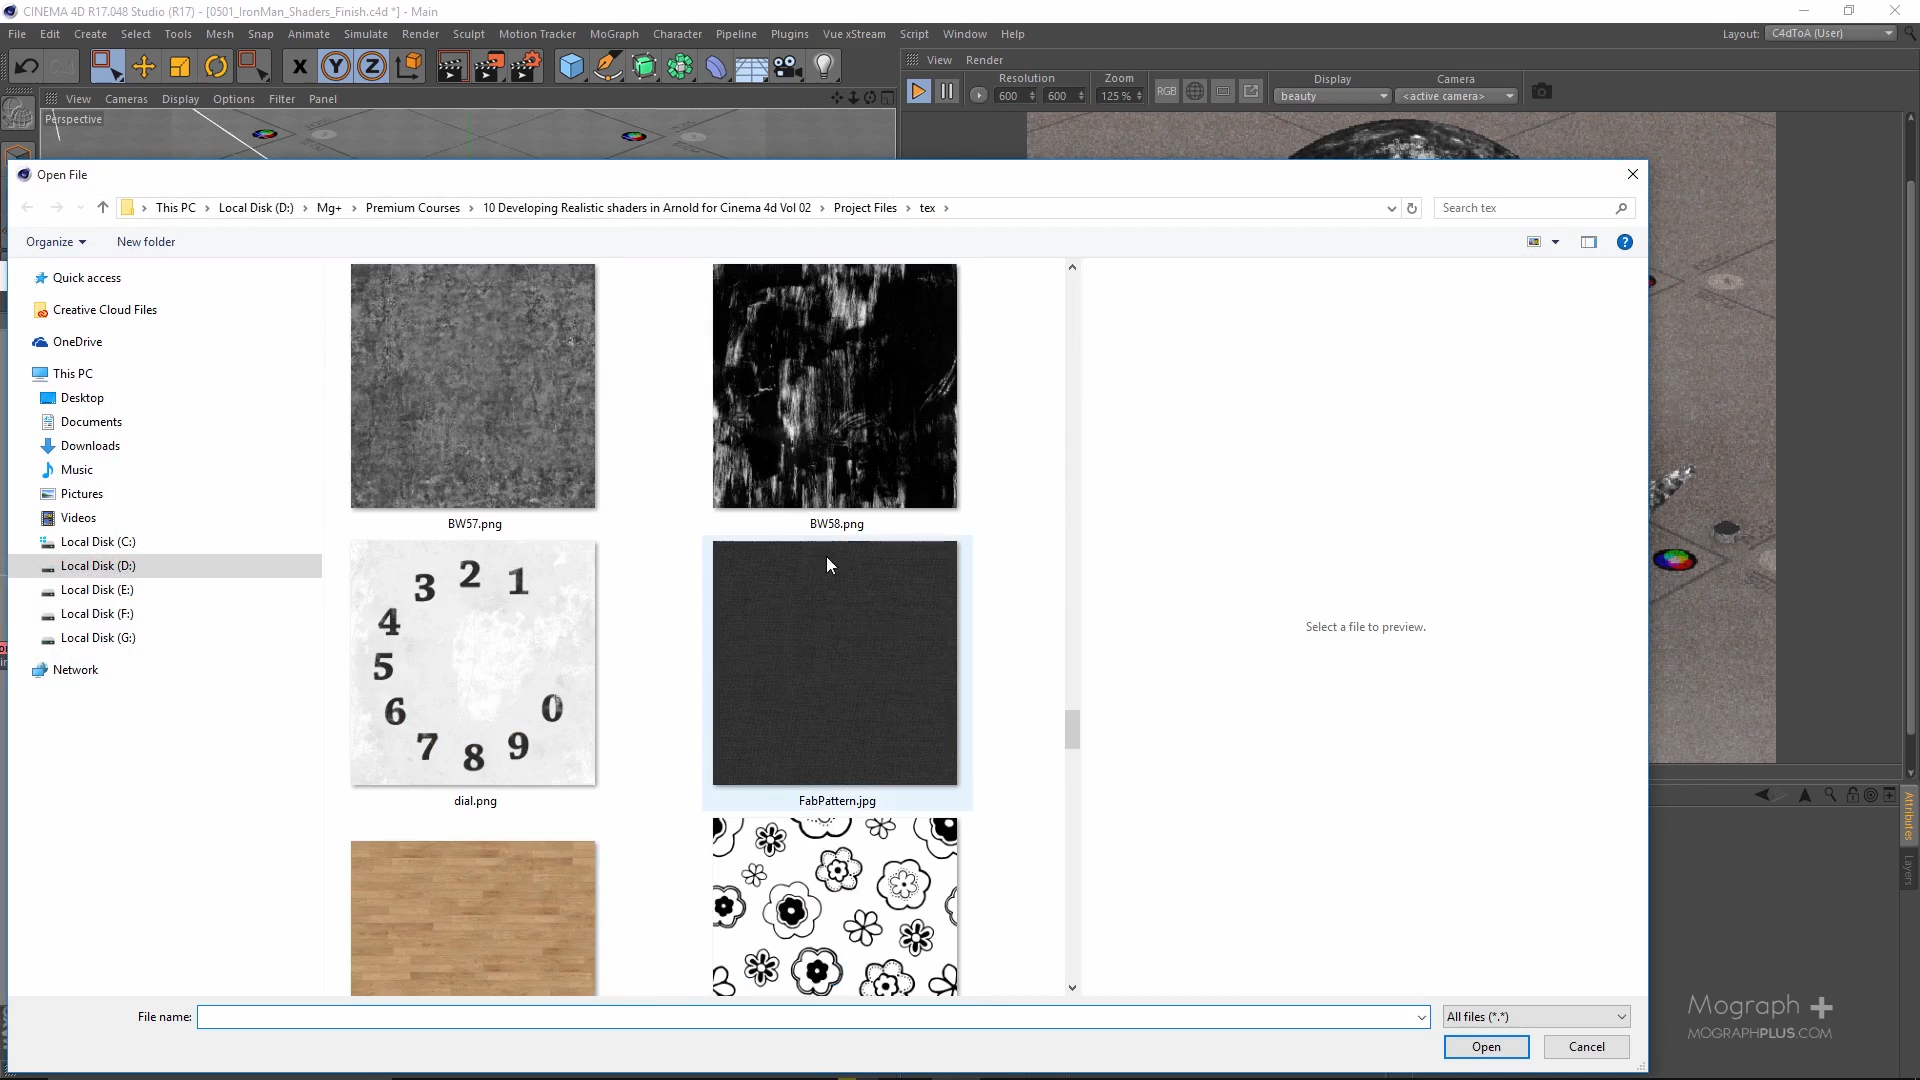 CINEMA 4D R17.048 Studio (R17) - [0501_IronMan_Shaders_Finish.c4d *] - Main
File Edit Create Select Tools Mesh Snap Animate Simulate Render Sculpt Motion Tracker MoGraph Character Pipeline Plugins Vue xStream Script Window Help
Layout: C4dToA (User)
X Y Z
View Render
Resolution Zoom Display Camera
600 600 125 % RGB beauty <active camera>
View Cameras Display Options Filter Panel
Perspective
Open File
This PC Local Disk (D:) Mg+ Premium Courses 10 Developing Realistic shaders in Arnold for Cinema 4d Vol 02 Project Files tex
Search tex
Organize New folder
Quick access
Creative Cloud Files
OneDrive
This PC
Desktop
Documents
Downloads
Music
Pictures
Videos
Local Disk (C:)
Local Disk (D:)
Local Disk (E:)
Local Disk (F:)
Local Disk (G:)
Network
BW57.png BW58.png
3 2 1
4
5
6 0
7 8 9
dial.png FabPattern.jpg
Select a file to preview.
Attributes
Layers
File name: All files (*.*)
Open Cancel
Mograph +
MOGRAPHPLUS.COM